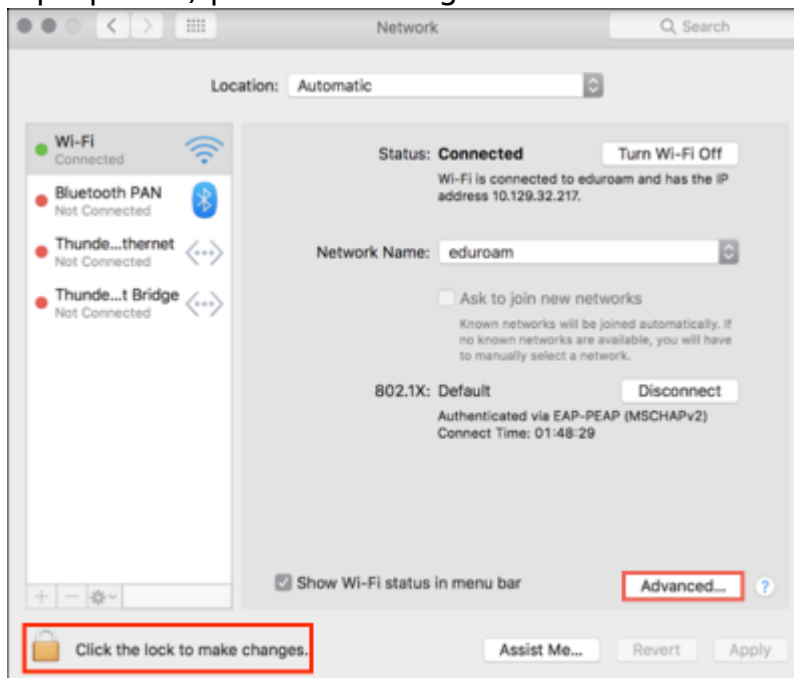 Network
Search
Location: Automatic
Wi-Fi
Connected
Bluetooth PAN
Not Connected
Thunde...thernet
Not Connected
Thunde...t Bridge
Not Connected
Status: Connected
Turn Wi-Fi Off
Wi-Fi is connected to eduroam and has the IP
address 10.129.32.217.
Network Name: eduroam
Ask to join new networks
Known networks will be joined automatically. If
no known networks are available, you will have
to manually select a network.
802.1X: Default
Disconnect
Authenticated via EAP-PEAP (MSCHAPv2)
Connect Time: 01:48:29
Show Wi-Fi status in menu bar
Advanced...
?
Click the lock to make changes.
Assist Me...
Revert
Apply